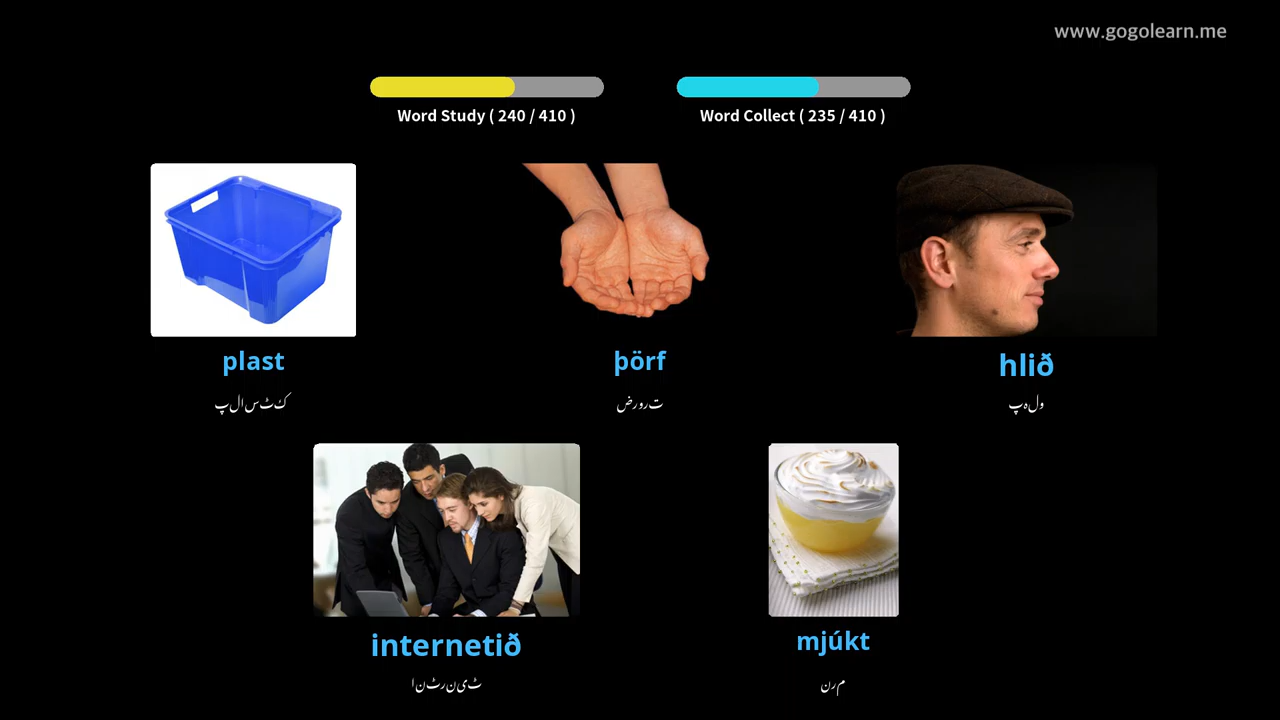 www.gogolearn.me
Word Study ( 240 / 410 )
Word Collect ( 235 / 410 )
plast
þörf
hlið
پلاسٹک
ضرورت
پہلو
internetið
mjúkt
انٹرنیٹ
نرم